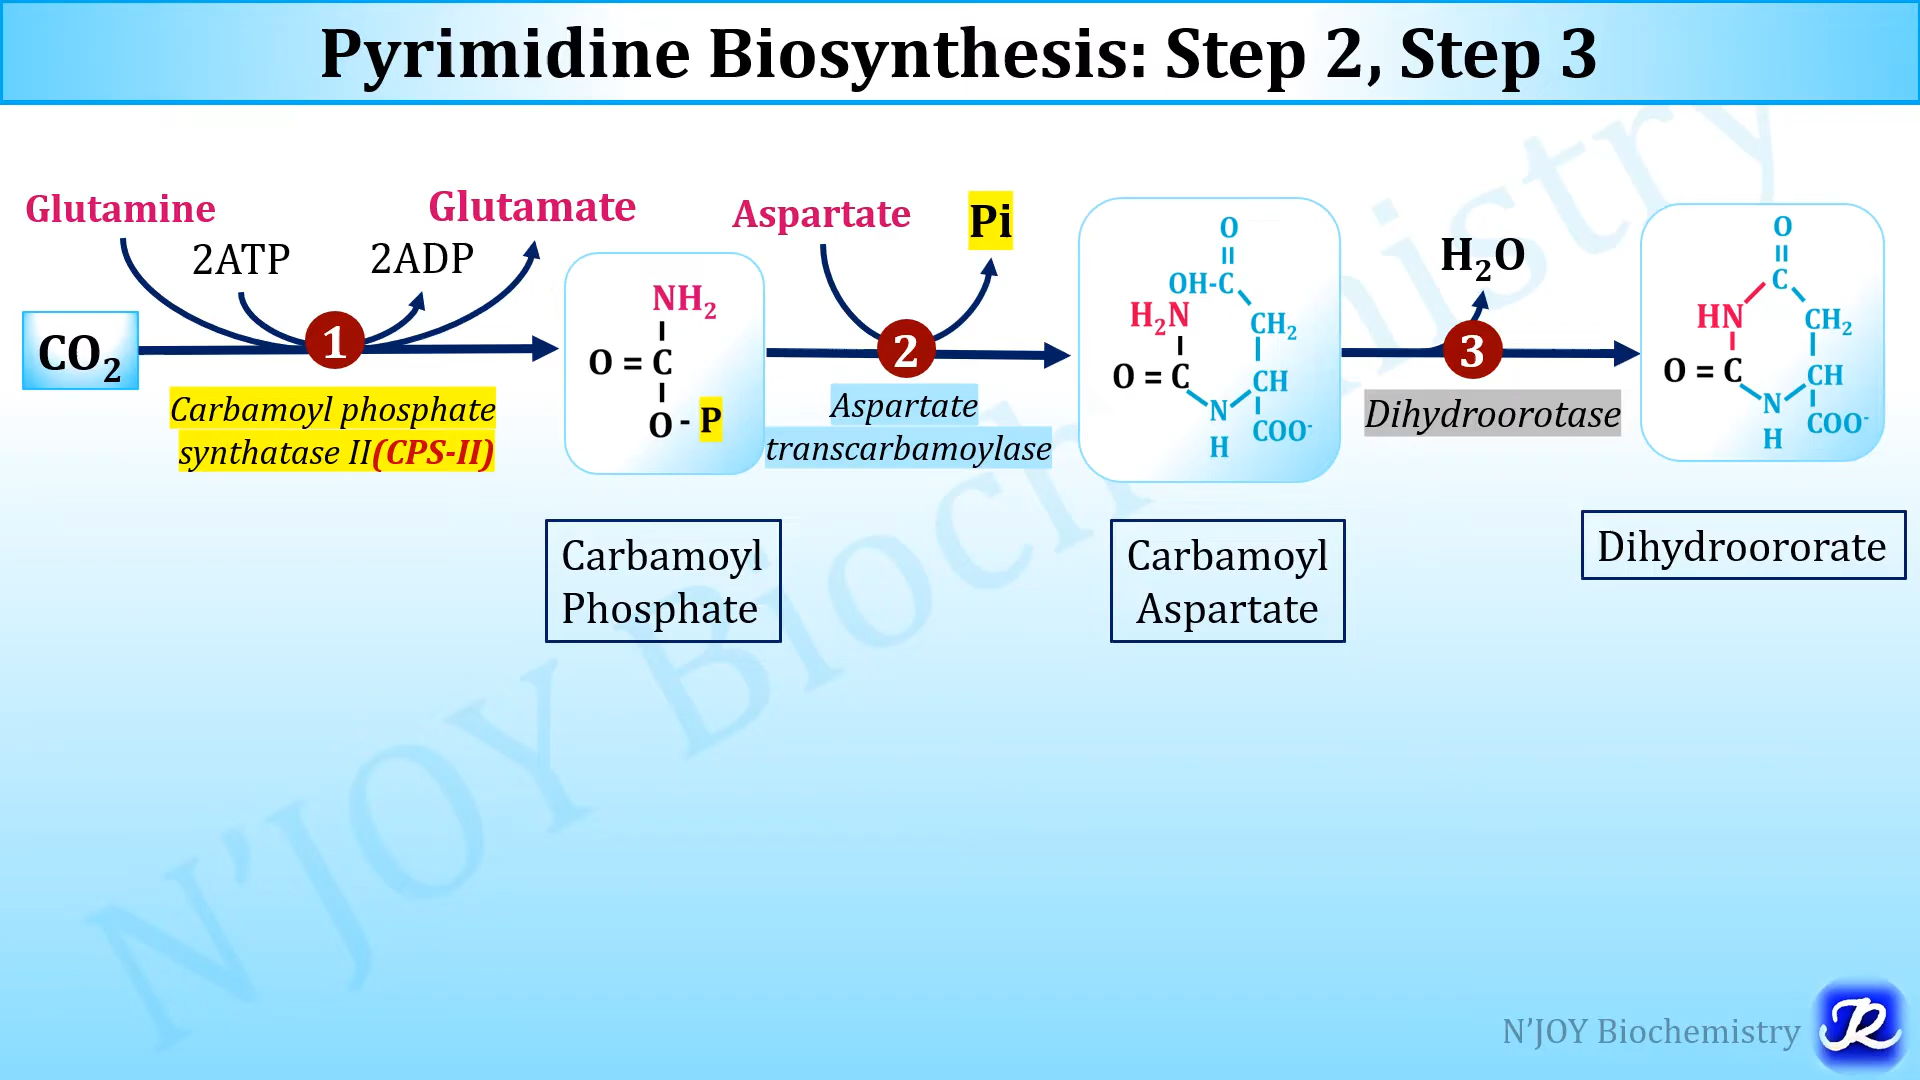 Pyrimidine Biosynthesis: Step 2, Step 3
Glutamine
2ATP
2ADP
Glutamate
CO₂
1
Carbamoyl phosphate
synthatase II(CPS-II)
NH₂
O = C
O - P
Carbamoyl
Phosphate
Aspartate
Pi
2
Aspartate
transcarbamoylase
O
OH-C
H₂N
CH₂
O = C
CH
N
COO⁻
H
Carbamoyl
Aspartate
H₂O
3
Dihydroorotase
O
C
HN
CH₂
O = C
CH
N
COO⁻
H
Dihydroororate
N'JOY Biochemistry
N'JOY Biochemistry